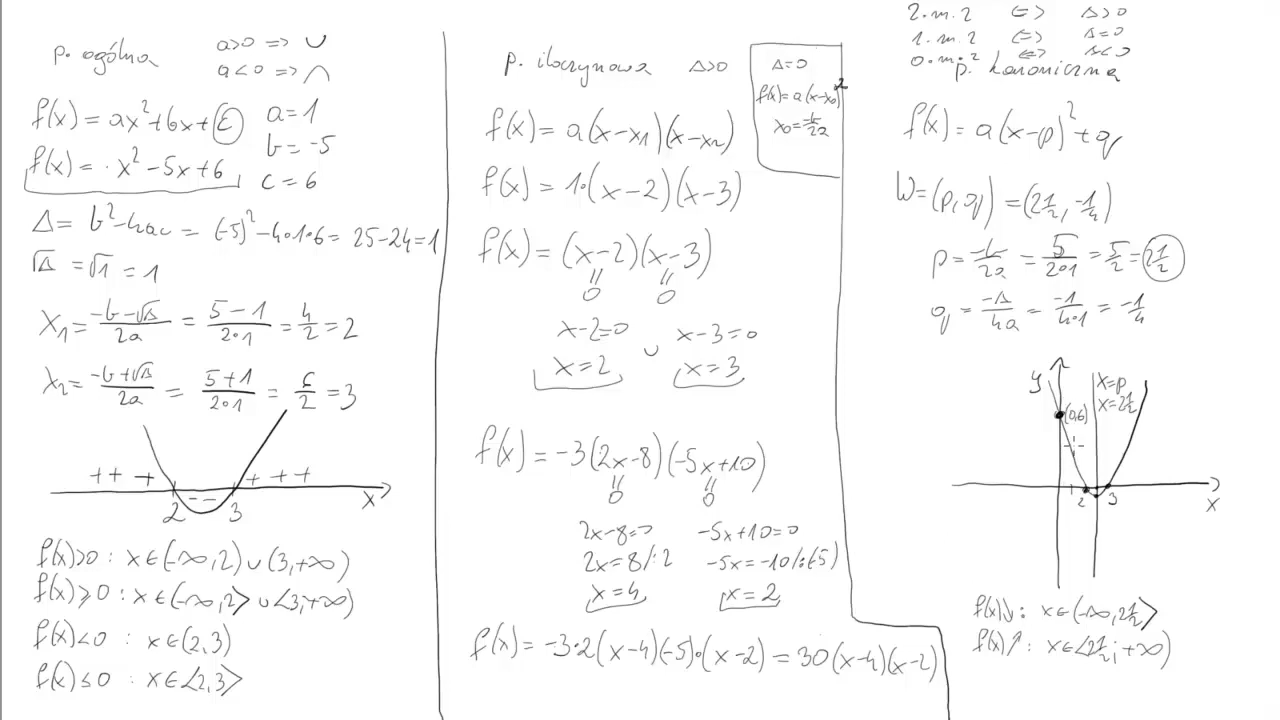 p. ogólna
a>0 => ∪
a<0 => ∩
f(x) = ax²+bx+c
a=1
b=-5
f(x) = x²-5x+6
c=6
Δ = b²-4ac = (-5)²-4·1·6 = 25-24=1
√Δ = √1 = 1
x₁ = (-b-√Δ)/2a = (5-1)/2·1 = 4/2 = 2
x₂ = (-b+√Δ)/2a = (5+1)/2·1 = 6/2 = 3
+ + + + + +
- -
2 3 x
f(x)>0 : x∈(-∞,2)∪(3,+∞)
f(x)≥0 : x∈(-∞,2>∪<3,+∞)
f(x)<0 : x∈(2,3)
f(x)≤0 : x∈<2,3>
p. iloczynowa Δ>0
Δ=0
f(x)=a(x-x₀)²
x₀=-b/2a
f(x) = a(x-x₁)(x-x₂)
f(x) = 1·(x-2)(x-3)
f(x) = (x-2)(x-3)
= =
0 0
x-2=0 ∪ x-3=0
x=2 x=3
f(x) = -3(2x-8)(-5x+10)
= =
0 0
2x-8=0 -5x+10=0
2x=8/:2 -5x=-10/:(-5)
x=4 x=2
f(x) = -3·2(x-4)(-5)·(x-2) = 30(x-4)(x-2)
2.m.z <=> Δ>0
1.m.z <=> Δ=0
0.m.z <=> Δ<0
p. kanoniczna
f(x) = a(x-p)²+q
W=(p,q) = (2½,-¼)
p = -b/2a = 5/2·1 = 5/2 = 2½
q = -Δ/4a = -1/4·1 = -¼
y
x=p
x=2½
(0,6)
2 3 x
f(x)↓ : x∈(-∞,2½>
f(x)↗ : x∈<2½;+∞)